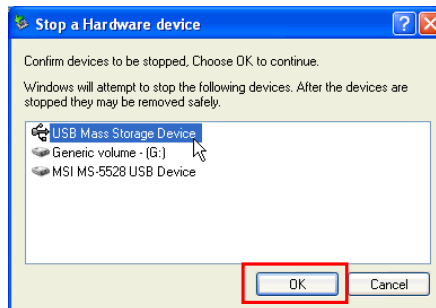 Stop a Hardware device
Confirm devices to be stopped, Choose OK to continue.
Windows will attempt to stop the following devices. After the devices are
stopped they may be removed safely.
USB Mass Storage Device
Generic volume - (G:)
MSI MS-5528 USB Device
OK Cancel